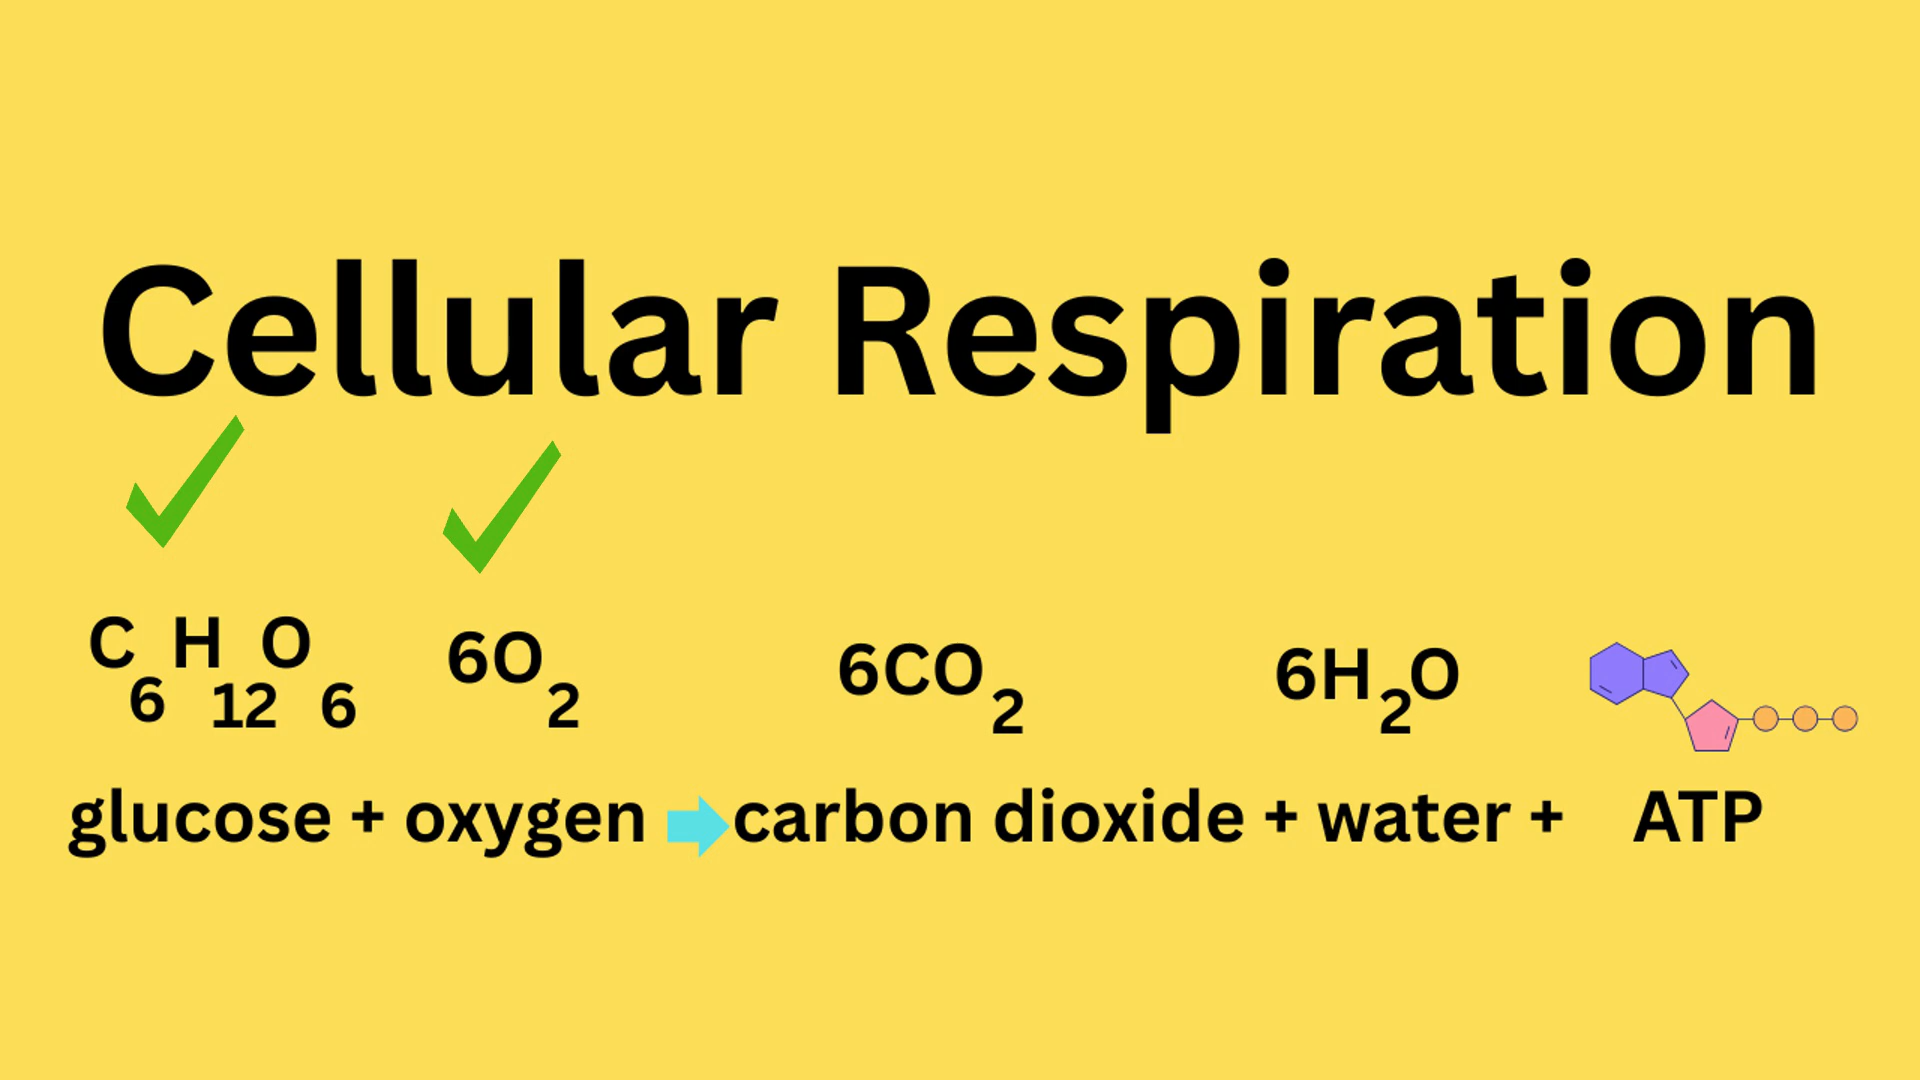 Cellular Respiration
C6H12O6 6O2 6CO2 6H2O
glucose + oxygen carbon dioxide + water + ATP